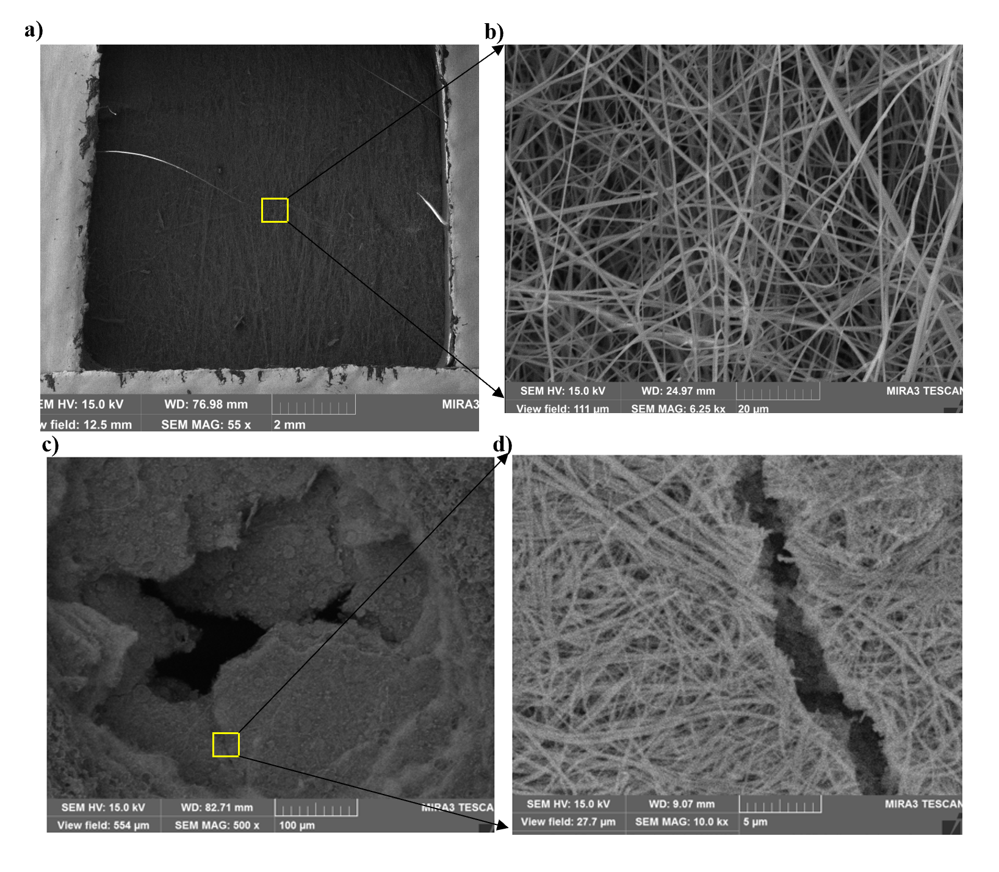 a)
b)
EM HV: 15.0 kV WD: 76.98 mm MIRA3
w field: 12.5 mm SEM MAG: 55 x 2 mm
SEM HV: 15.0 kV WD: 24.97 mm MIRA3 TESCAN
View field: 111 µm SEM MAG: 6.25 kx 20 µm
c)
d)
SEM HV: 15.0 kV WD: 82.71 mm MIRA3 TESCA
View field: 554 µm SEM MAG: 500 x 100 µm
SEM HV: 15.0 kV WD: 9.07 mm MIRA3 TESCAN
View field: 27.7 µm SEM MAG: 10.0 kx 5 µm